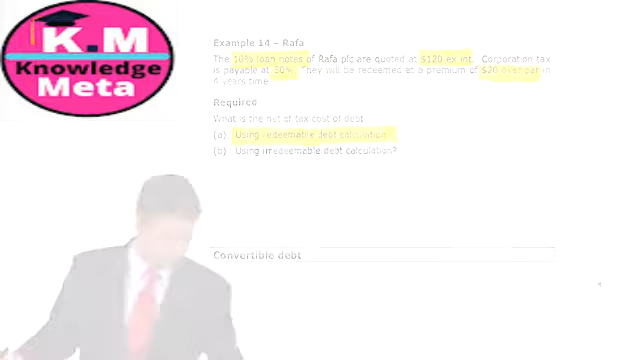 K.M
Knowledge
Meta
Example 14 – Rafa
The 10% loan notes of Rafa plc are quoted at $120 ex int. Corporation tax
is payable at 30%. They will be redeemed at a premium of $20 over par in
4 years time.
Required
What is the net of tax cost of debt
(a) Using redeemable debt calculation
(b) Using irredeemable debt calculation?
Convertible debt